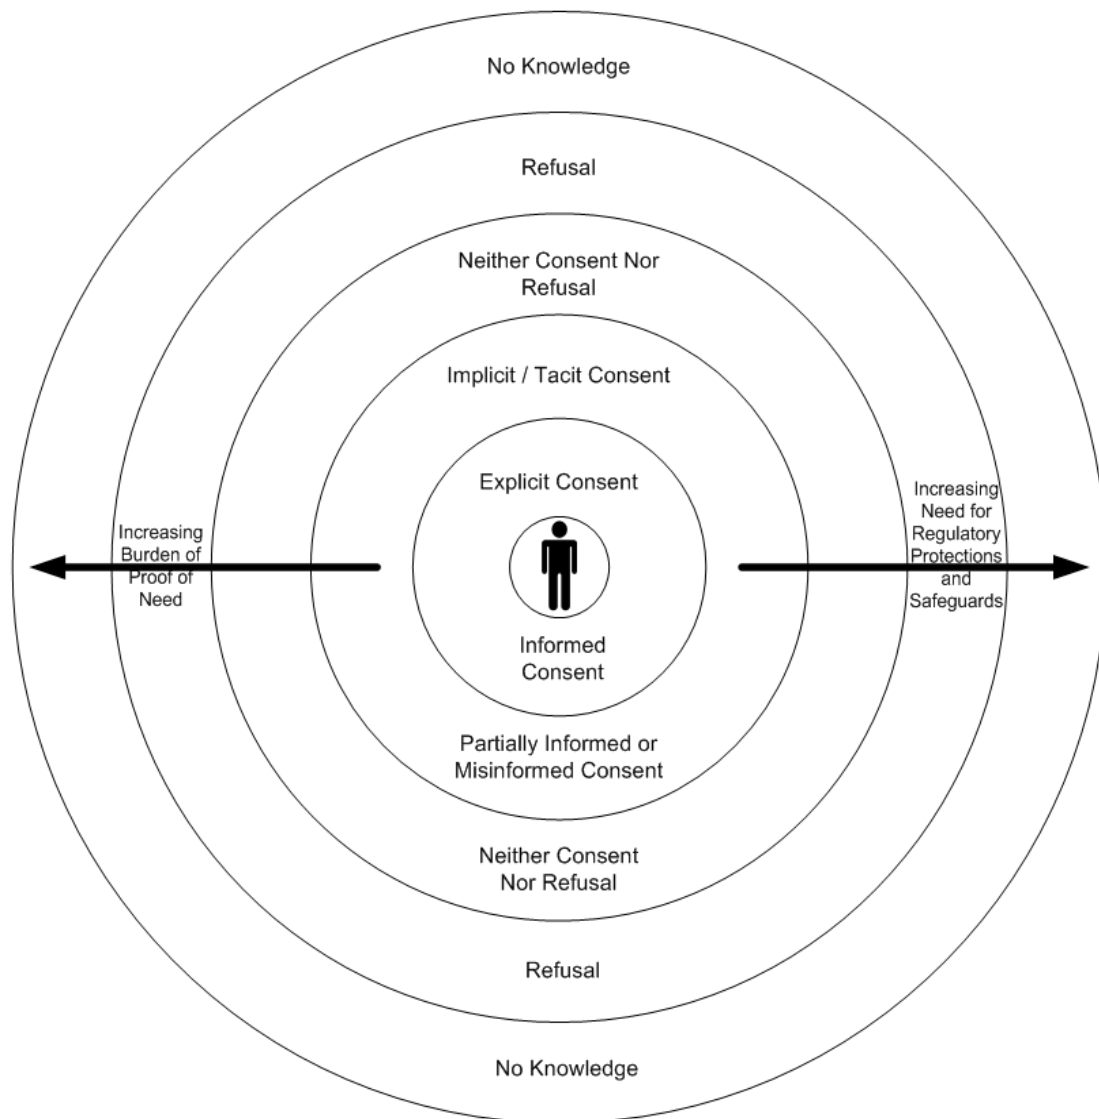 No Knowledge
Refusal
Neither Consent Nor
Refusal
Implicit / Tacit Consent
Explicit Consent
Increasing
Burden of
Proof of
Need
Increasing
Need for
Regulatory
Protections
and
Safeguards
Informed
Consent
Partially Informed or
Misinformed Consent
Neither Consent
Nor Refusal
Refusal
No Knowledge